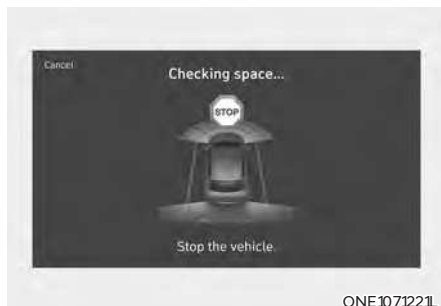 Cancel
Checking space...
STOP
Stop the vehicle.
ONE1071221L